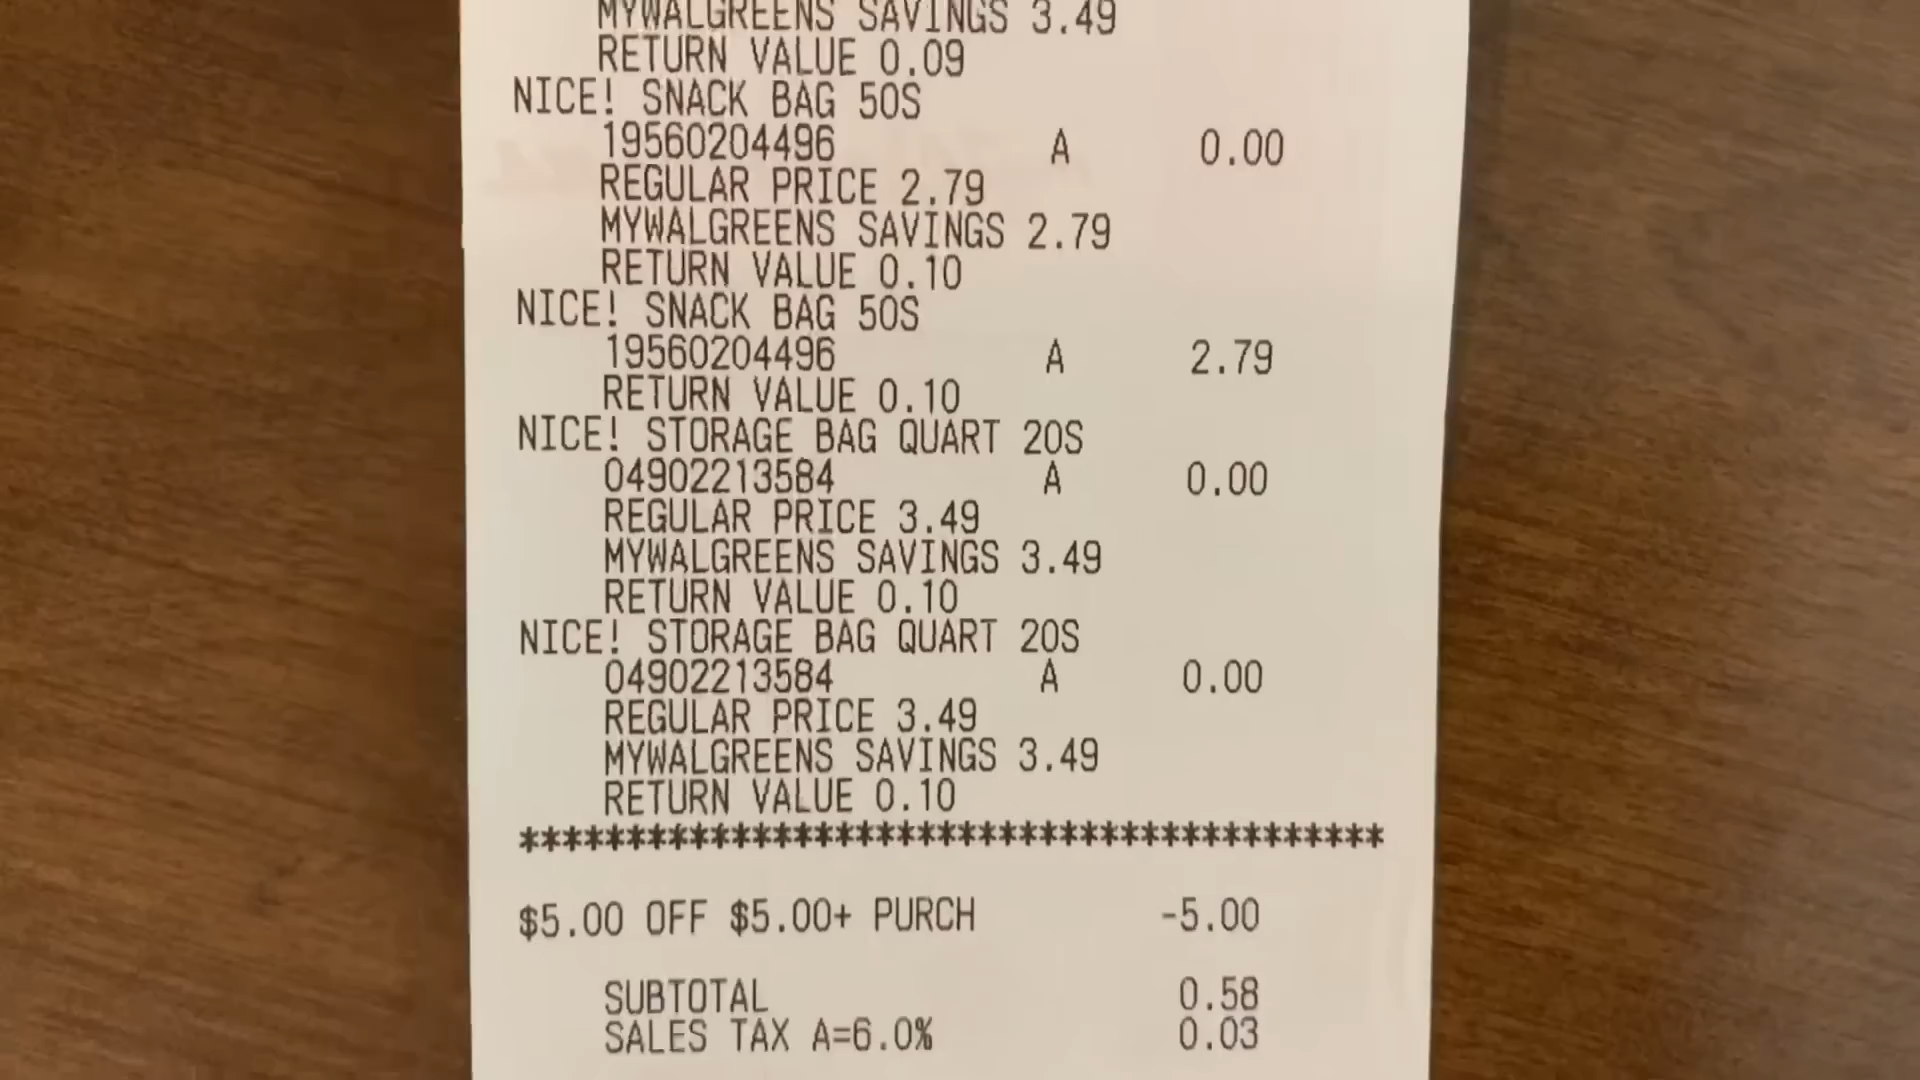 MYWALGREENS SAVINGS 3.49
RETURN VALUE 0.09
NICE! SNACK BAG 50S
19560204496 A 0.00
REGULAR PRICE 2.79
MYWALGREENS SAVINGS 2.79
RETURN VALUE 0.10
NICE! SNACK BAG 50S
19560204496 A 2.79
RETURN VALUE 0.10
NICE! STORAGE BAG QUART 20S
04902213584 A 0.00
REGULAR PRICE 3.49
MYWALGREENS SAVINGS 3.49
RETURN VALUE 0.10
NICE! STORAGE BAG QUART 20S
04902213584 A 0.00
REGULAR PRICE 3.49
MYWALGREENS SAVINGS 3.49
RETURN VALUE 0.10
*****************************************
$5.00 OFF $5.00+ PURCH -5.00
SUBTOTAL 0.58
SALES TAX A=6.0% 0.03